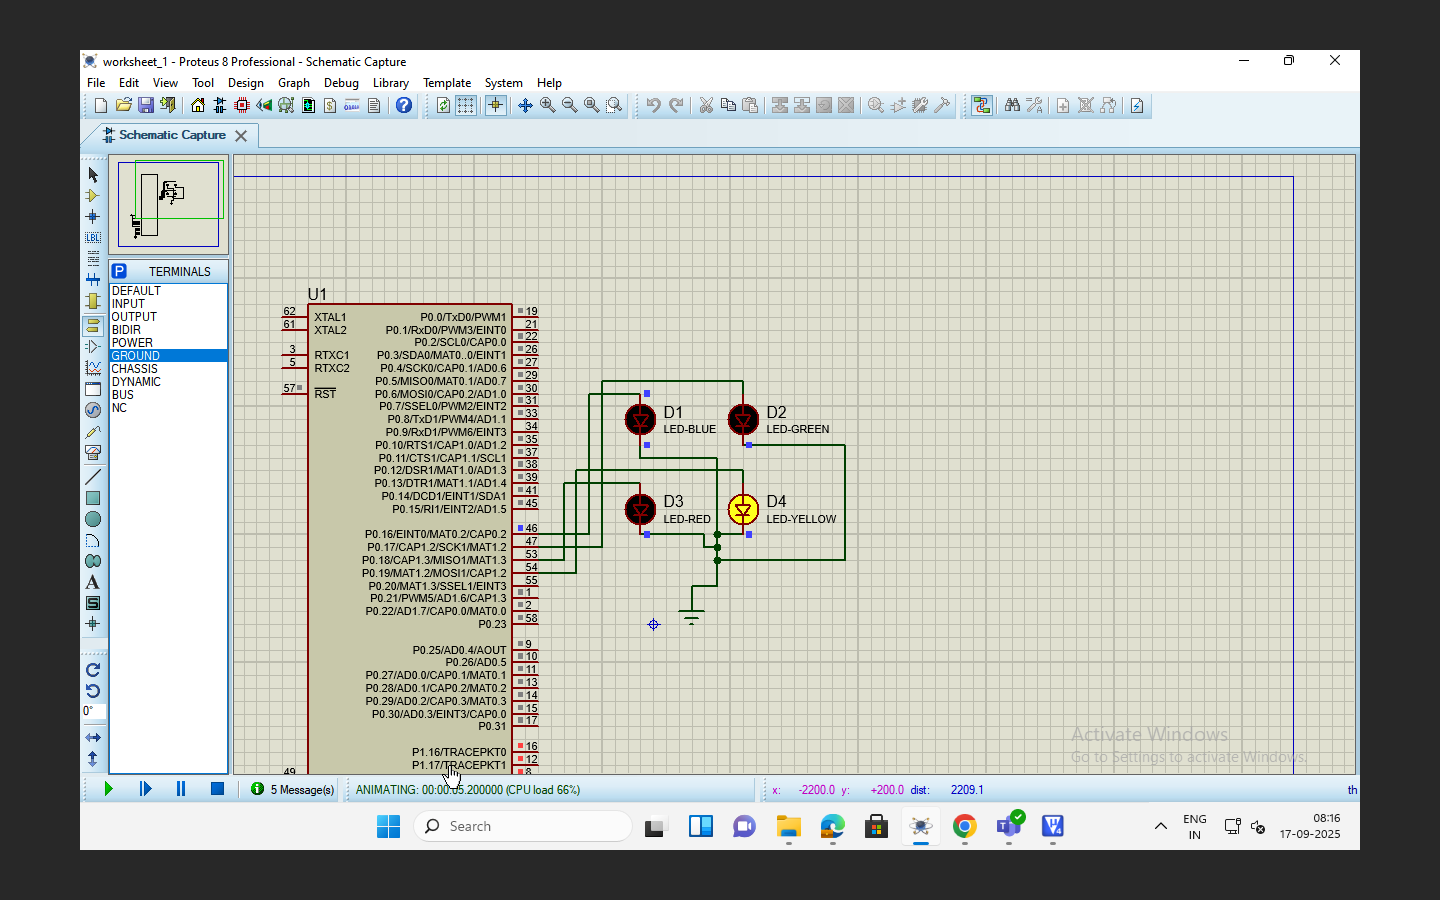 worksheet_1 - Proteus 8 Professional - Schematic Capture
File Edit View Tool Design Graph Debug Library Template System Help
Schematic Capture
LBL
P TERMINALS
DEFAULT
INPUT
OUTPUT
BIDIR
POWER
GROUND
CHASSIS
DYNAMIC
BUS
NC
A
S
0°
U1
62 XTAL1 P0.0/TxD0/PWM1 19
61 XTAL2 P0.1/RxD0/PWM3/EINT0 21
P0.2/SCL0/CAP0.0 22
3 RTXC1 P0.3/SDA0/MAT0..0/EINT1 26
5 RTXC2 P0.4/SCK0/CAP0.1/AD0.6 27
P0.5/MISO0/MAT0.1/AD0.7 29
57 RST P0.6/MOSI0/CAP0.2/AD1.0 30
P0.7/SSEL0/PWM2/EINT2 31
P0.8/TxD1/PWM4/AD1.1 33
P0.9/RxD1/PWM6/EINT3 34
P0.10/RTS1/CAP1.0/AD1.2 35
P0.11/CTS1/CAP1.1/SCL1 37
P0.12/DSR1/MAT1.0/AD1.3 38
P0.13/DTR1/MAT1.1/AD1.4 39
P0.14/DCD1/EINT1/SDA1 41
P0.15/RI1/EINT2/AD1.5 45
P0.16/EINT0/MAT0.2/CAP0.2 46
P0.17/CAP1.2/SCK1/MAT1.2 47
P0.18/CAP1.3/MISO1/MAT1.3 53
P0.19/MAT1.2/MOSI1/CAP1.2 54
P0.20/MAT1.3/SSEL1/EINT3 55
P0.21/PWM5/AD1.6/CAP1.3 1
P0.22/AD1.7/CAP0.0/MAT0.0 2
P0.23 58
P0.25/AD0.4/AOUT 9
P0.26/AD0.5 10
P0.27/AD0.0/CAP0.1/MAT0.1 11
P0.28/AD0.1/CAP0.2/MAT0.2 13
P0.29/AD0.2/CAP0.3/MAT0.3 14
P0.30/AD0.3/EINT3/CAP0.0 15
P0.31 17
P1.16/TRACEPKT0 16
P1.17/TRACEPKT1 12
49 8
D1
LED-BLUE
D2
LED-GREEN
D3
LED-RED
D4
LED-YELLOW
Activate Windows
Go to Settings to activate Windows.
5 Message(s) ANIMATING: 00:00:05.200000 (CPU load 66%) x: -2200.0 y: +200.0 dist: 2209.1 th
Search
ENG
IN
08:16
17-09-2025